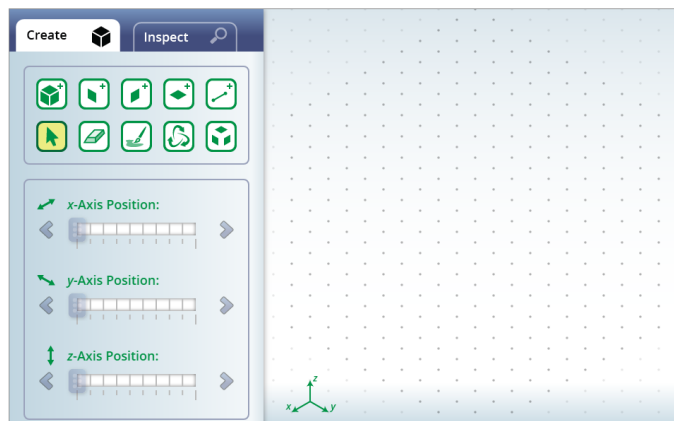 Create
Inspect
x-Axis Position:
y-Axis Position:
z-Axis Position:
z
x
y